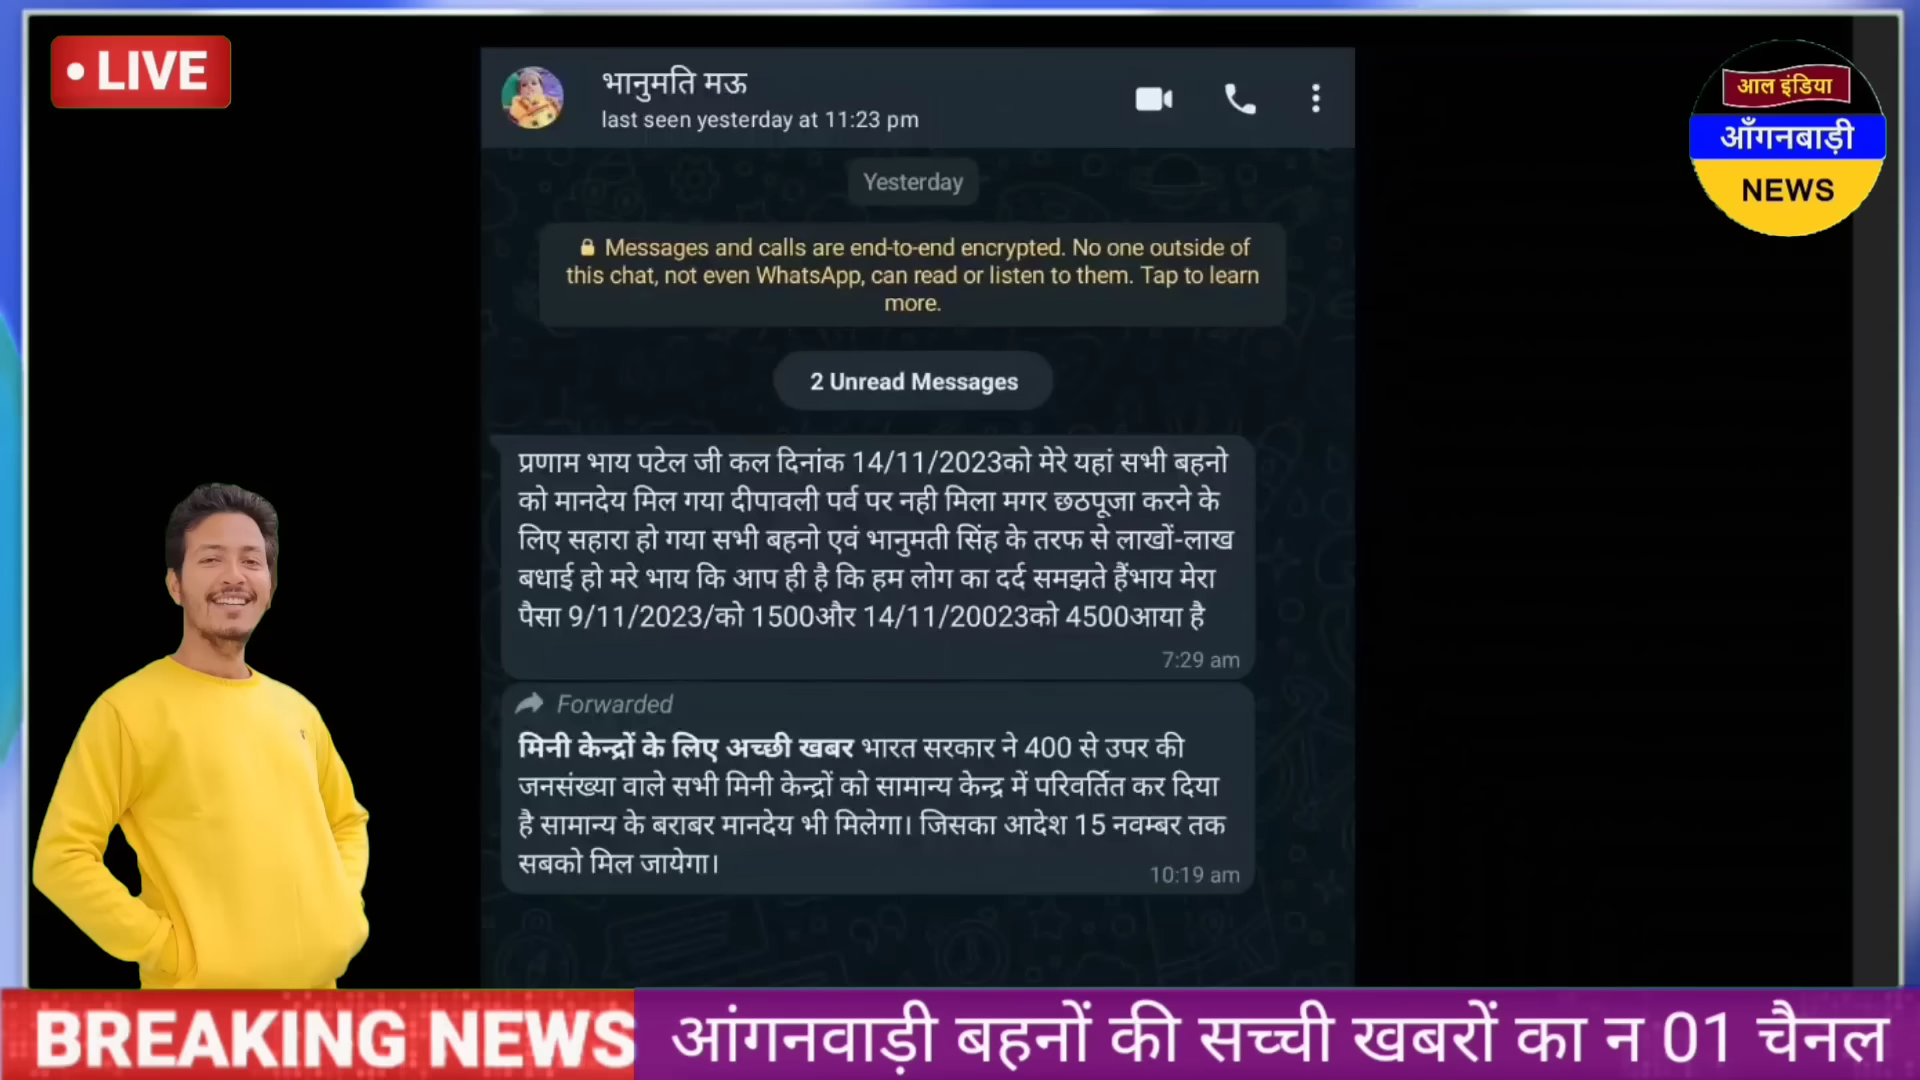 • LIVE
भानुमति मऊ
last seen yesterday at 11:23 pm
आल इंडिया
आँगनबाड़ी
NEWS
Yesterday
Messages and calls are end-to-end encrypted. No one outside of
this chat, not even WhatsApp, can read or listen to them. Tap to learn
more.
2 Unread Messages
प्रणाम भाय पटेल जी कल दिनांक 14/11/2023को मेरे यहां सभी बहनो
को मानदेय मिल गया दीपावली पर्व पर नही मिला मगर छठपूजा करने के
लिए सहारा हो गया सभी बहनो एवं भानुमती सिंह के तरफ से लाखों-लाख
बधाई हो मरे भाय कि आप ही है कि हम लोग का दर्द समझते हैंभाय मेरा
पैसा 9/11/2023/को 1500और 14/11/20023को 4500आया है
7:29 am
Forwarded
मिनी केन्द्रों के लिए अच्छी खबर भारत सरकार ने 400 से उपर की
जनसंख्या वाले सभी मिनी केन्द्रों को सामान्य केन्द्र में परिवर्तित कर दिया
है सामान्य के बराबर मानदेय भी मिलेगा। जिसका आदेश 15 नवम्बर तक
सबको मिल जायेगा।
10:19 am
BREAKING NEWS
आंगनवाड़ी बहनों की सच्ची खबरों का न 01 चैनल